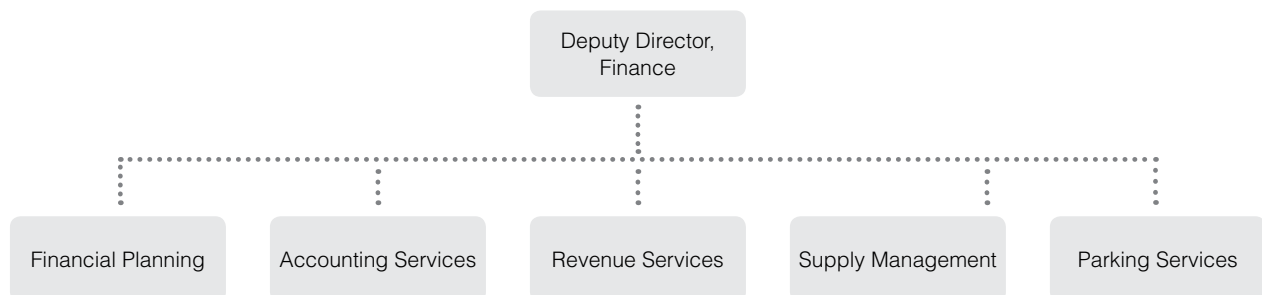 Deputy Director,
Finance
Financial Planning
Accounting Services
Revenue Services
Supply Management
Parking Services